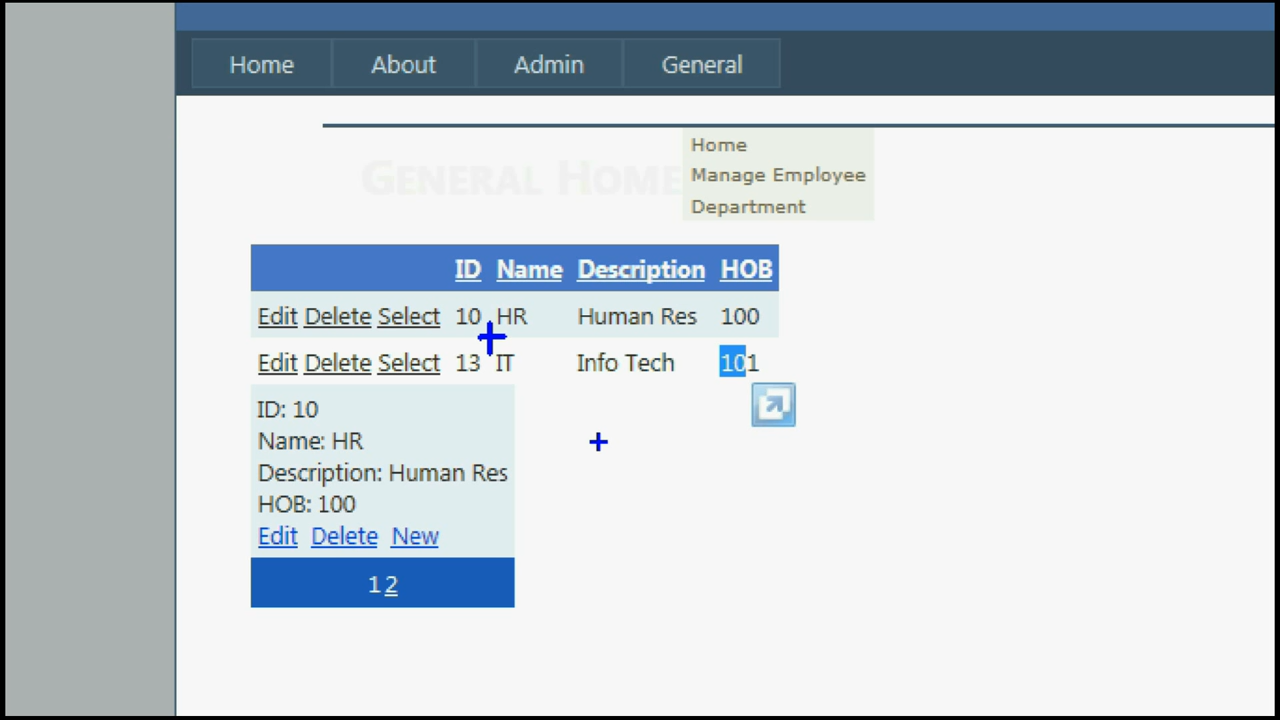 Home About Admin General
Home
GENERAL HOME
Manage Employee
Department
ID Name Description HOB
Edit Delete Select 10 HR Human Res 100
Edit Delete Select 13 IT Info Tech 101
ID: 10
Name: HR
Description: Human Res
HOB: 100
Edit Delete New
1 2